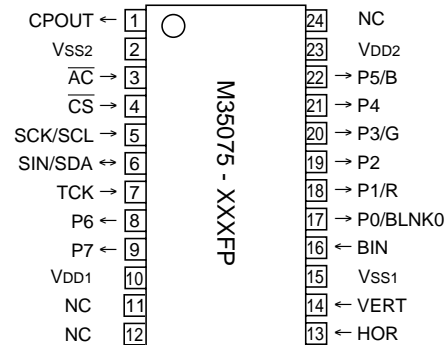 CPOUT ← 1
VSS2 2
A̅C̅ → 3
C̅S̅ → 4
SCK/SCL → 5
SIN/SDA ↔ 6
TCK → 7
P6 ← 8
P7 ← 9
VDD1 10
NC 11
NC 12
M35075 - XXXFP
24 NC
23 VDD2
22 → P5/B
21 → P4
20 → P3/G
19 → P2
18 → P1/R
17 → P0/BLNK0
16 ← BIN
15 VSS1
14 ← VERT
13 ← HOR